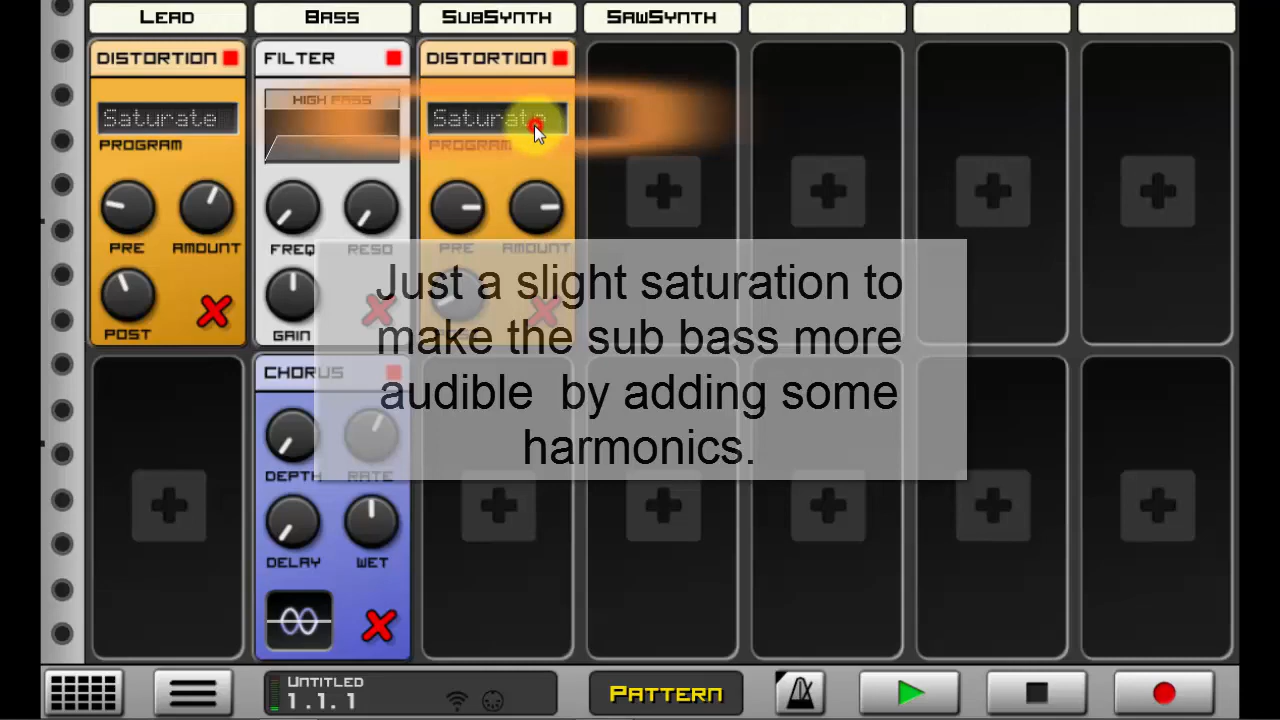 LEAD BASS SUBSYNTH SAWSYNTH
DISTORTION FILTER DISTORTION
HIGH PASS
Saturate Saturate
PROGRAM PROGRAM
PRE AMOUNT FREQ RESO PRE AMOUNT
Just a slight saturation to
make the sub bass more
audible by adding some
harmonics.
POST GAIN
CHORUS
DEPTH RATE
DELAY WET
UNTITLED
1.1.1
PATTERN